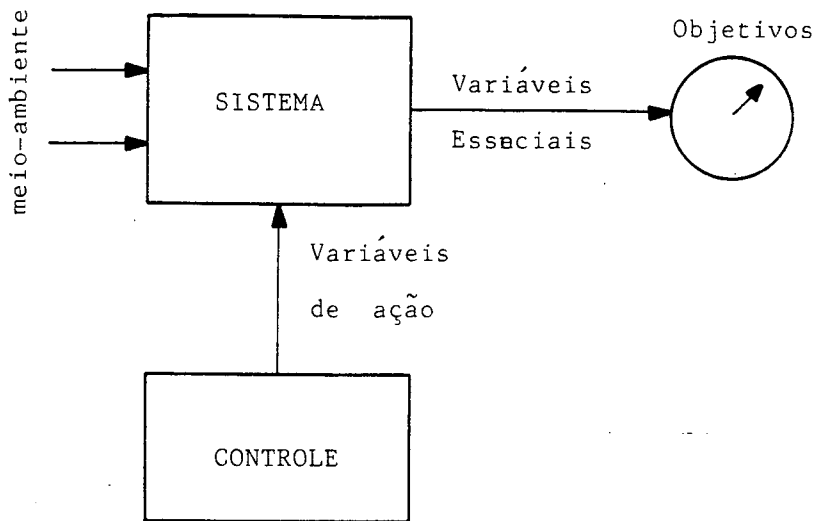 meio-ambiente
SISTEMA
Variáveis
Essenciais
Objetivos
Variáveis
de ação
CONTROLE